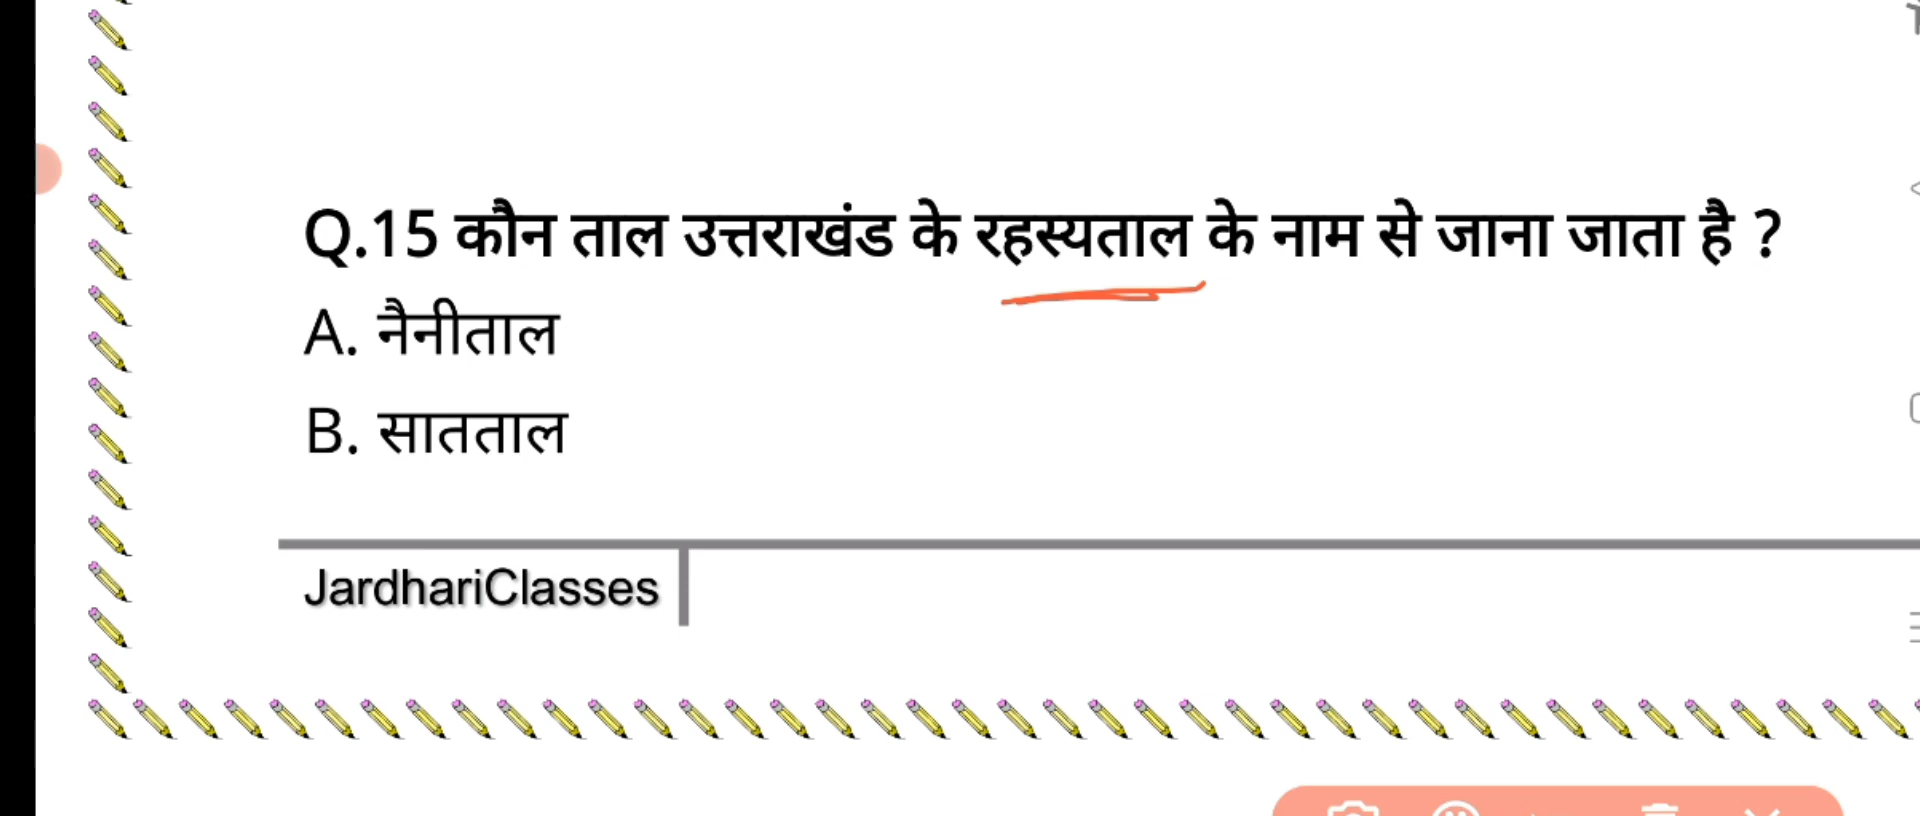 Q.15 कौन ताल उत्तराखंड के रहस्यताल के नाम से जाना जाता है ?
A. नैनीताल
B. सातताल
JardhariClasses